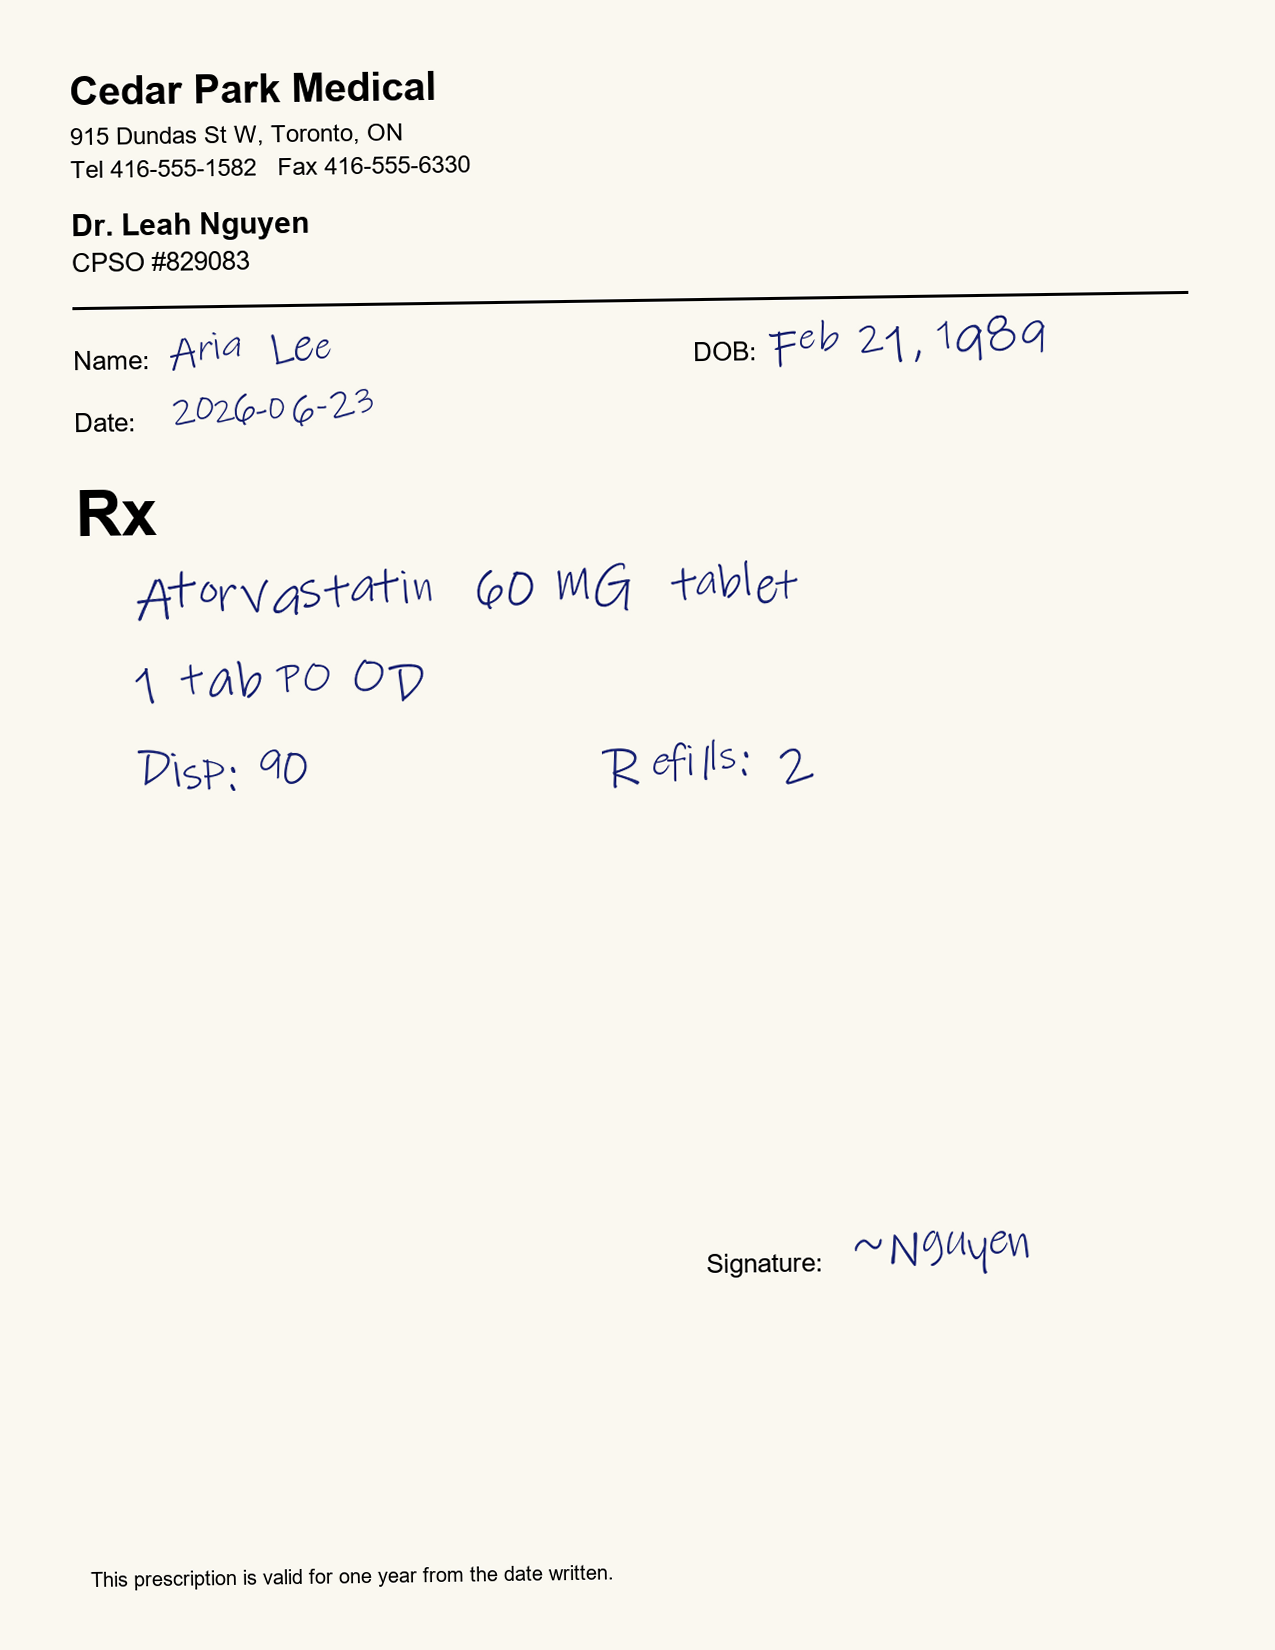 Cedar Park Medical
915 Dundas St W, Toronto, ON
Tel 416-555-1582 Fax 416-555-6330
Dr. Leah Nguyen
CPSO #829083
Name: Aria Lee DOB: Feb 21, 1989
Date: 2026-06-23
Rx
Atorvastatin 60 MG tablet
1 tab PO OD
Disp: 90 Refills: 2
Signature: ~Nguyen
This prescription is valid for one year from the date written.